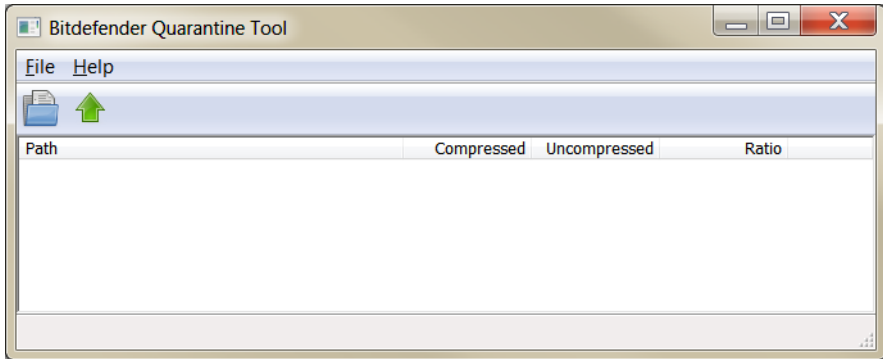 Bitdefender Quarantine Tool
File Help
Path Compressed Uncompressed Ratio